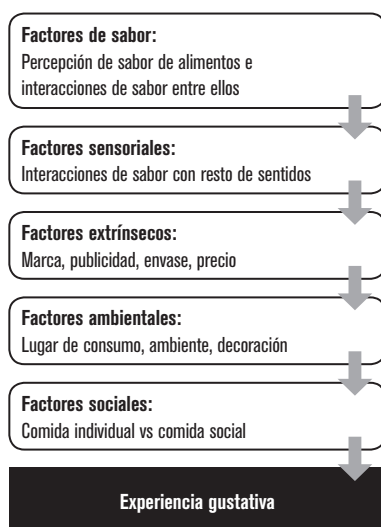 Factores de sabor:
Percepción de sabor de alimentos e
interacciones de sabor entre ellos
Factores sensoriales:
Interacciones de sabor con resto de sentidos
Factores extrínsecos:
Marca, publicidad, envase, precio
Factores ambientales:
Lugar de consumo, ambiente, decoración
Factores sociales:
Comida individual vs comida social
Experiencia gustativa